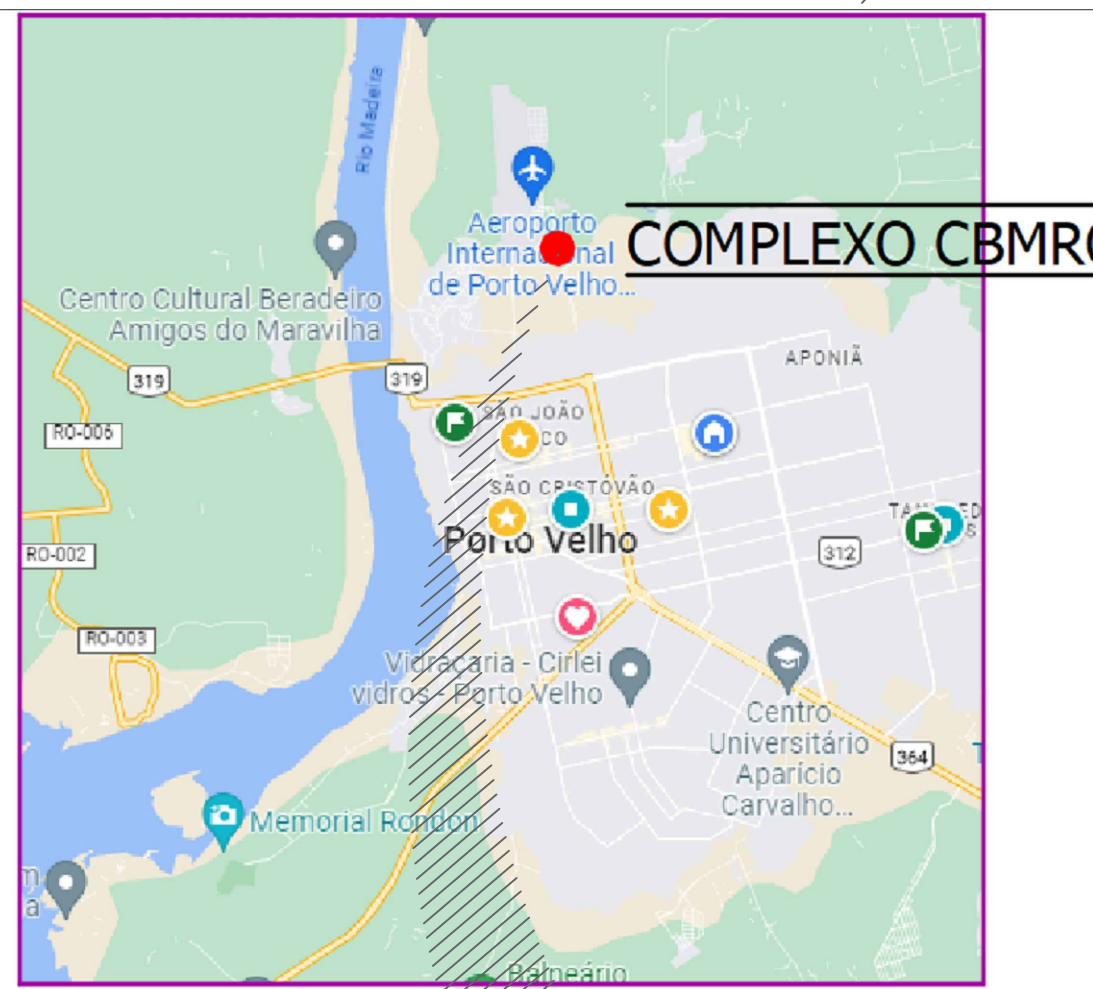 Rio Madeira
Aeroporto
Internacional
de Porto Velho...
COMPLEXO CBMRO
Centro Cultural Beradeiro
Amigos do Maravilha
APONIÃ
319
319
SÃO JOÃO
CO
RO-006
SÃO CRISTÓVÃO
Porto Velho
312
RO-002
RO-003
Vidraçaria - Cirlei
vidros - Porto Velho
Centro
Universitário
Aparício
Carvalho...
364
Memorial Rondon
Balneário